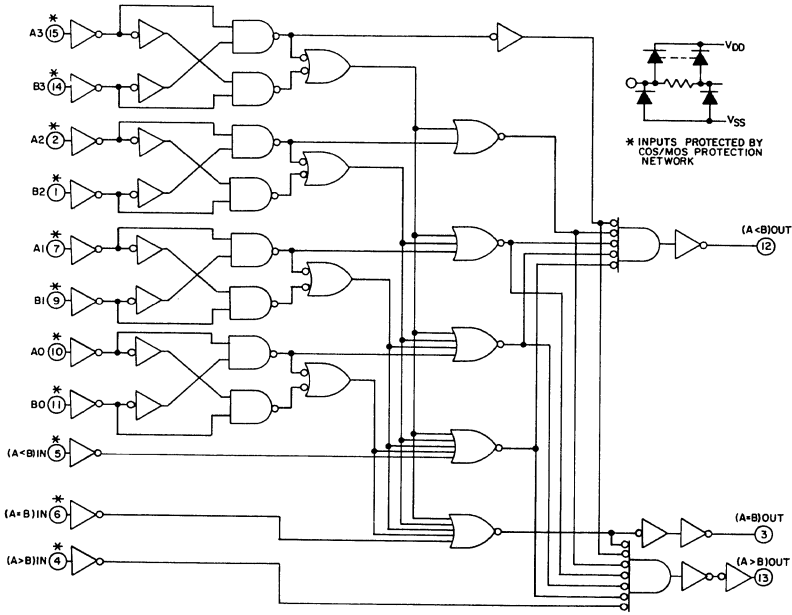 *
A3 15
*
B3 14
*
A2 2
*
B2 1
*
A1 7
*
B1 9
*
A0 10
*
B0 11
*
(A<B)IN 5
*
(A=B)IN 6
*
(A>B)IN 4
VDD
VSS
* INPUTS PROTECTED BY
COS/MOS PROTECTION
NETWORK
(A<B)OUT
12
(A=B)OUT
3
(A>B)OUT
13